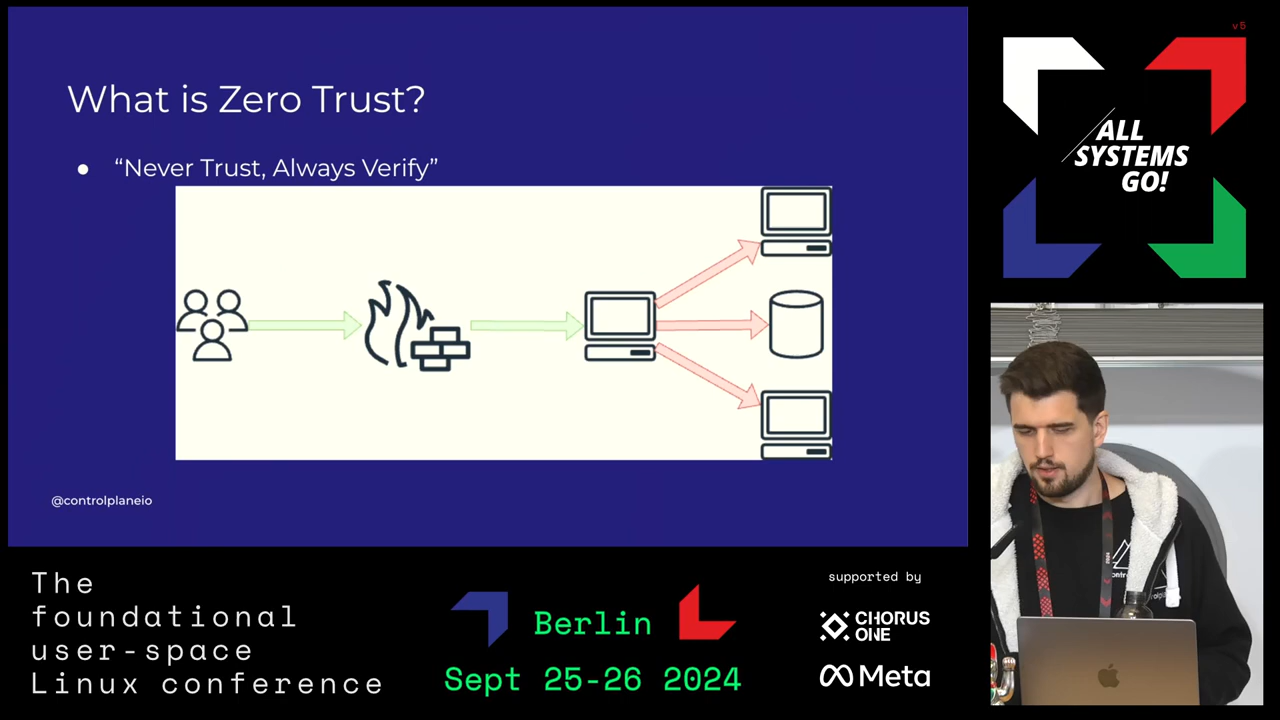 What is Zero Trust?
“Never Trust, Always Verify”
@controlplaneio
v5
ALL
SYSTEMS
GO!
The
foundational
user-space
Linux conference
Berlin
Sept 25-26 2024
supported by
CHORUS
ONE
Meta